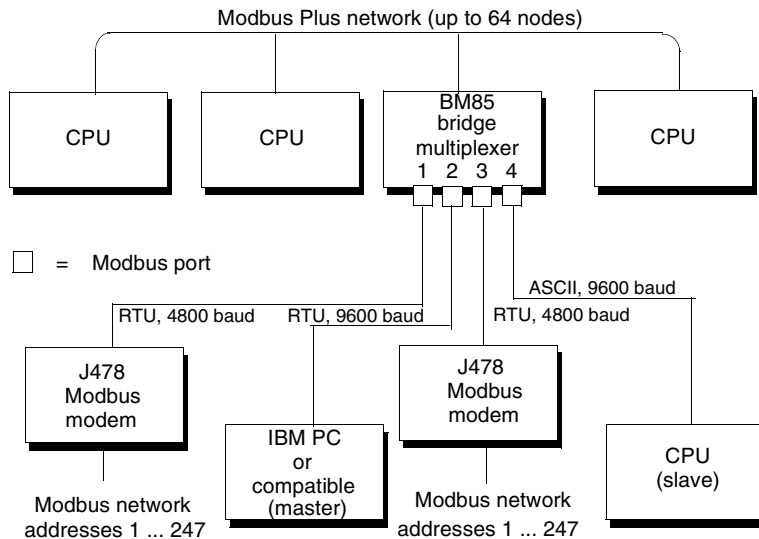 Modbus Plus network (up to 64 nodes)
CPU
CPU
BM85
bridge
multiplexer
1 2 3 4
CPU
= Modbus port
ASCII, 9600 baud
RTU, 4800 baud
RTU, 9600 baud
RTU, 4800 baud
J478
Modbus
modem
IBM PC
or
compatible
(master)
J478
Modbus
modem
CPU
(slave)
Modbus network
addresses 1 ... 247
Modbus network
addresses 1 ... 247